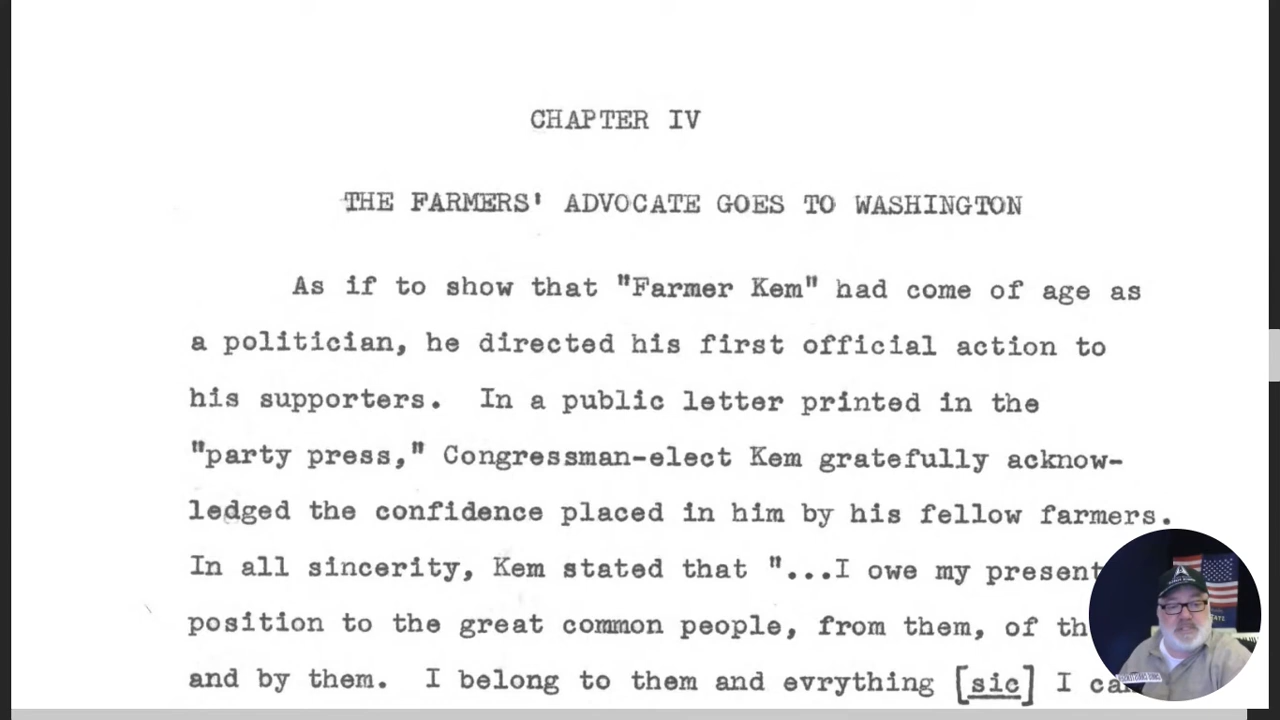 CHAPTER IV
THE FARMERS' ADVOCATE GOES TO WASHINGTON
As if to show that "Farmer Kem" had come of age as
a politician, he directed his first official action to
his supporters. In a public letter printed in the
"party press," Congressman-elect Kem gratefully acknow-
ledged the confidence placed in him by his fellow farmers.
In all sincerity, Kem stated that "...I owe my present
position to the great common people, from them, of
and by them. I belong to them and evrything [sic] I